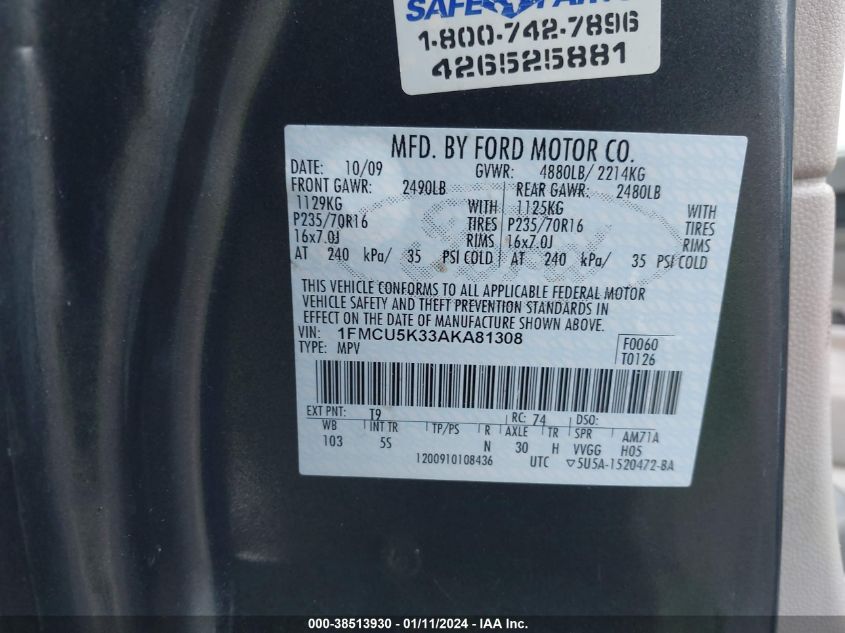 SAFE
1-800-742-7896
426525881
MFD. BY FORD MOTOR CO.
DATE: 10/09 GVWR: 4880LB/ 2214KG
FRONT GAWR: 2490LB REAR GAWR: 2480LB
1129KG WITH 1125KG WITH
P235/70R16 TIRES P235/70R16 TIRES
16x7.0J RIMS 16x7.0J RIMS
AT 240 kPa/ 35 PSI COLD AT 240 kPa/ 35 PSI COLD
THIS VEHICLE CONFORMS TO ALL APPLICABLE FEDERAL MOTOR
VEHICLE SAFETY AND THEFT PREVENTION STANDARDS IN
EFFECT ON THE DATE OF MANUFACTURE SHOWN ABOVE.
VIN: 1FMCU5K33AKA81308 F0060
TYPE: MPV T0126
EXT PNT: T9 RC: 74 DSO:
WB INT TR TP/PS R AXLE TR SPR AM71A
103 5S N 30 H VVGG H05
1200910108436 UTC ▽5U5A-1520472-BA
000-38513930 - 01/11/2024 - IAA Inc.